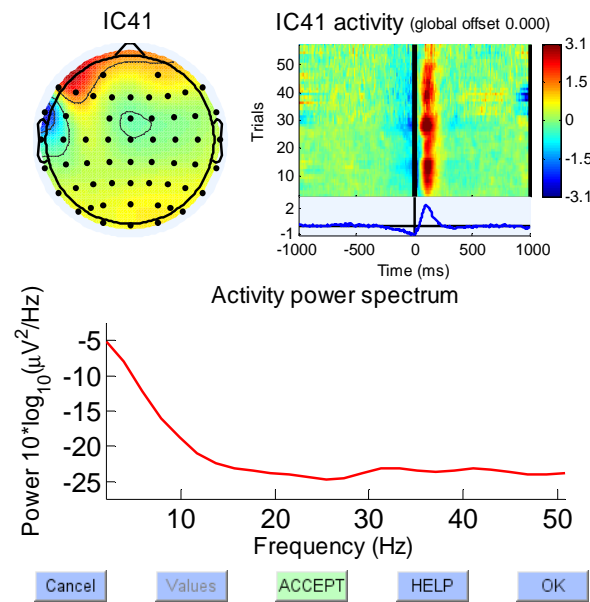 IC41
IC41 activity (global offset 0.000)
Trials
50
40
30
20
10
3.1
1.5
0
-1.5
-3.1
2
-1
-1000 -500 0 500 1000
Time (ms)
Activity power spectrum
Power 10*log10(μV2/Hz)
-5
-10
-15
-20
-25
10 20 30 40 50
Frequency (Hz)
Cancel Values ACCEPT HELP OK